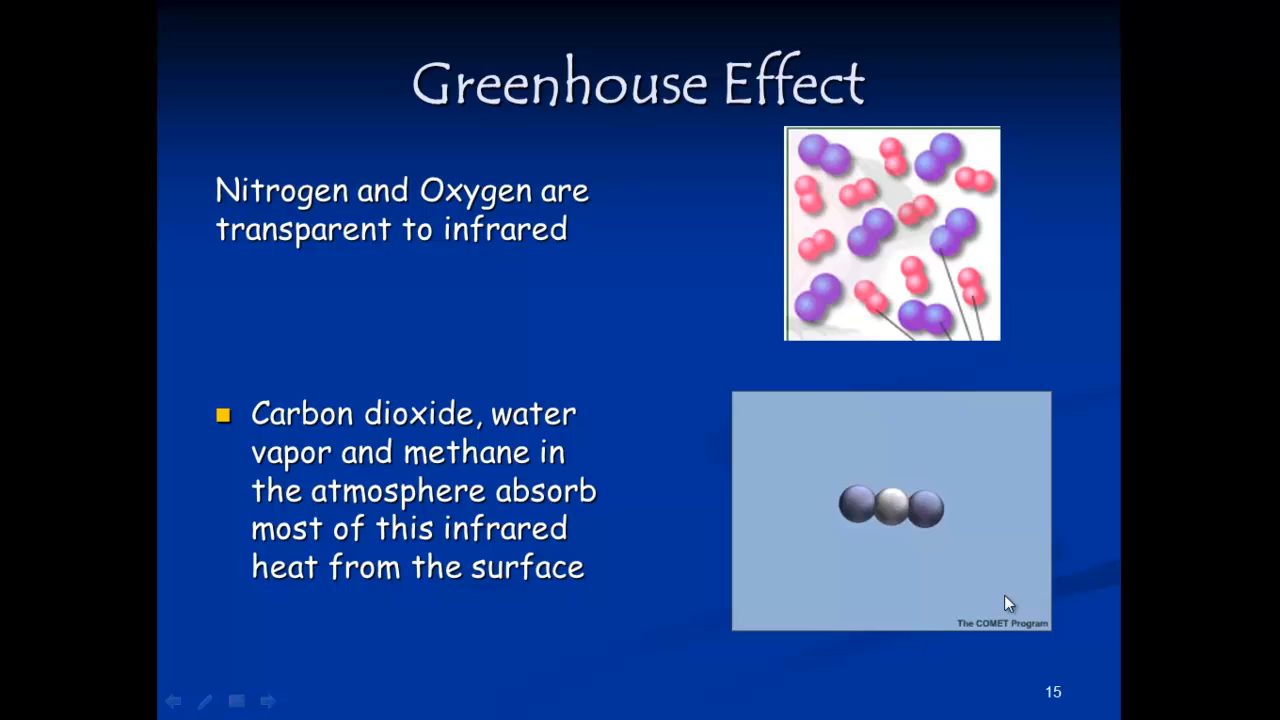 Greenhouse Effect
Nitrogen and Oxygen are
transparent to infrared
Carbon dioxide, water
vapor and methane in
the atmosphere absorb
most of this infrared
heat from the surface
The COMET Program
15